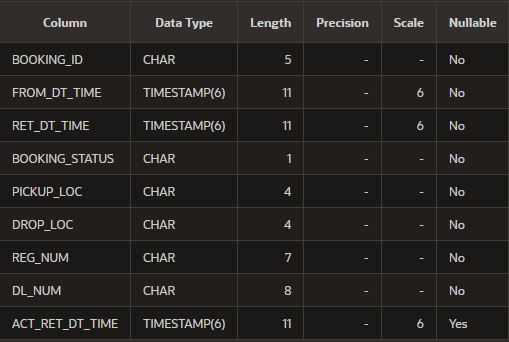 Column Data Type Length Precision Scale Nullable
BOOKING_ID CHAR 5 - - No
FROM_DT_TIME TIMESTAMP(6) 11 - 6 No
RET_DT_TIME TIMESTAMP(6) 11 - 6 No
BOOKING_STATUS CHAR 1 - - No
PICKUP_LOC CHAR 4 - - No
DROP_LOC CHAR 4 - - No
REG_NUM CHAR 7 - - No
DL_NUM CHAR 8 - - No
ACT_RET_DT_TIME TIMESTAMP(6) 11 - 6 Yes